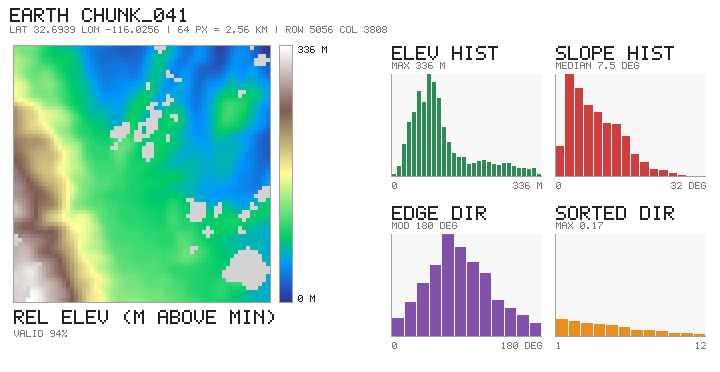 EARTH CHUNK_041
LAT 32.6939 LON -116.0256 | 64 PX = 2.56 KM | ROW 5056 COL 3808
336 M
0 M
REL ELEV (M ABOVE MIN)
VALID 94%
ELEV HIST
MAX 336 M
0 336 M
SLOPE HIST
MEDIAN 7.5 DEG
0 32 DEG
EDGE DIR
MOD 180 DEG
0 180 DEG
SORTED DIR
MAX 0.17
1 12